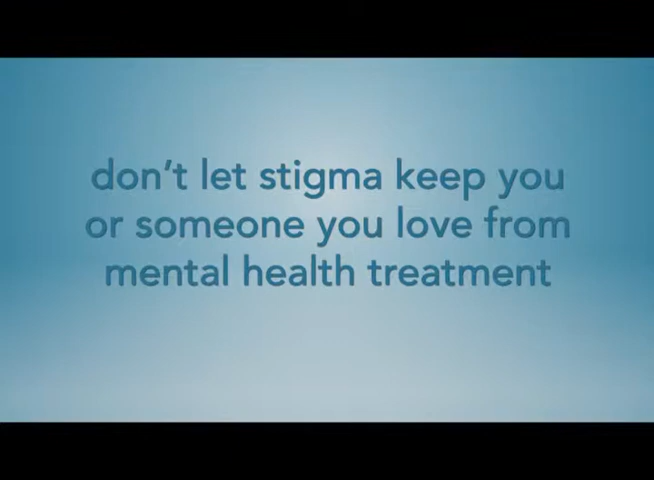 don't let stigma keep you
or someone you love from
mental health treatment